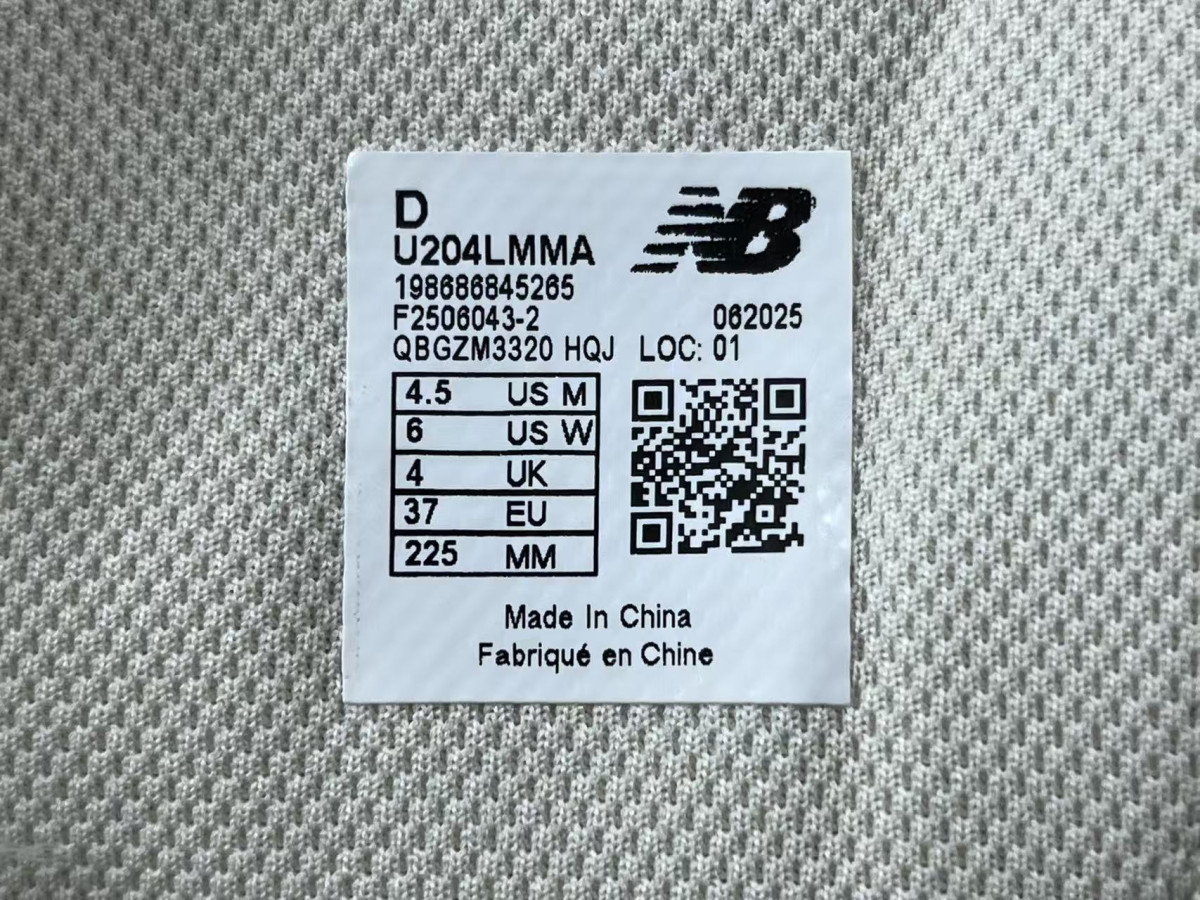 D
NB
U204LMMA
198686845265
F2506043-2 062025
QBGZM3320 HQJ LOC: 01
4.5 US M
6 US W
4 UK
37 EU
225 MM
Made In China
Fabriqué en Chine